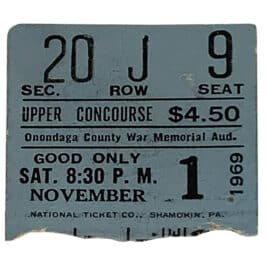 20 J 9
SEC. ROW SEAT
UPPER CONCOURSE $4.50
Onondaga County War Memorial Aud.
GOOD ONLY
SAT. 8:30 P. M.
NOVEMBER 1 1969
NATIONAL TICKET CO., SHAMOKIN, PA.